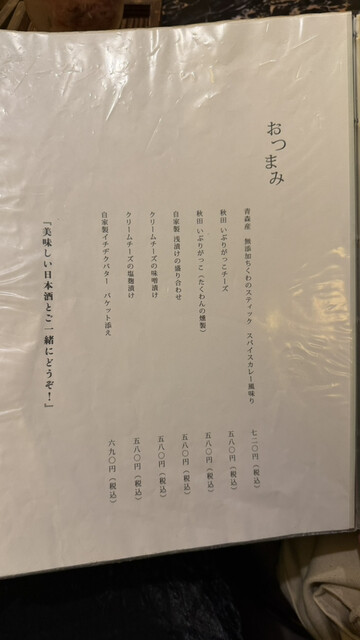 おつまみ
青森産 無添加ちくわのスティック スパイスカレー風味り 七二〇円(税込)
秋田 いぶりがっこチーズ 五八〇円(税込)
秋田 いぶりがっこ(たくわんの燻製) 五八〇円(税込)
自家製 浅漬けの盛り合わせ 五八〇円(税込)
クリームチーズの味噌漬け 五八〇円(税込)
クリームチーズの塩麹漬け 五八〇円(税込)
自家製イチヂクバター バケット添え 六九〇円(税込)
『美味しい日本酒とご一緒にどうぞ!』